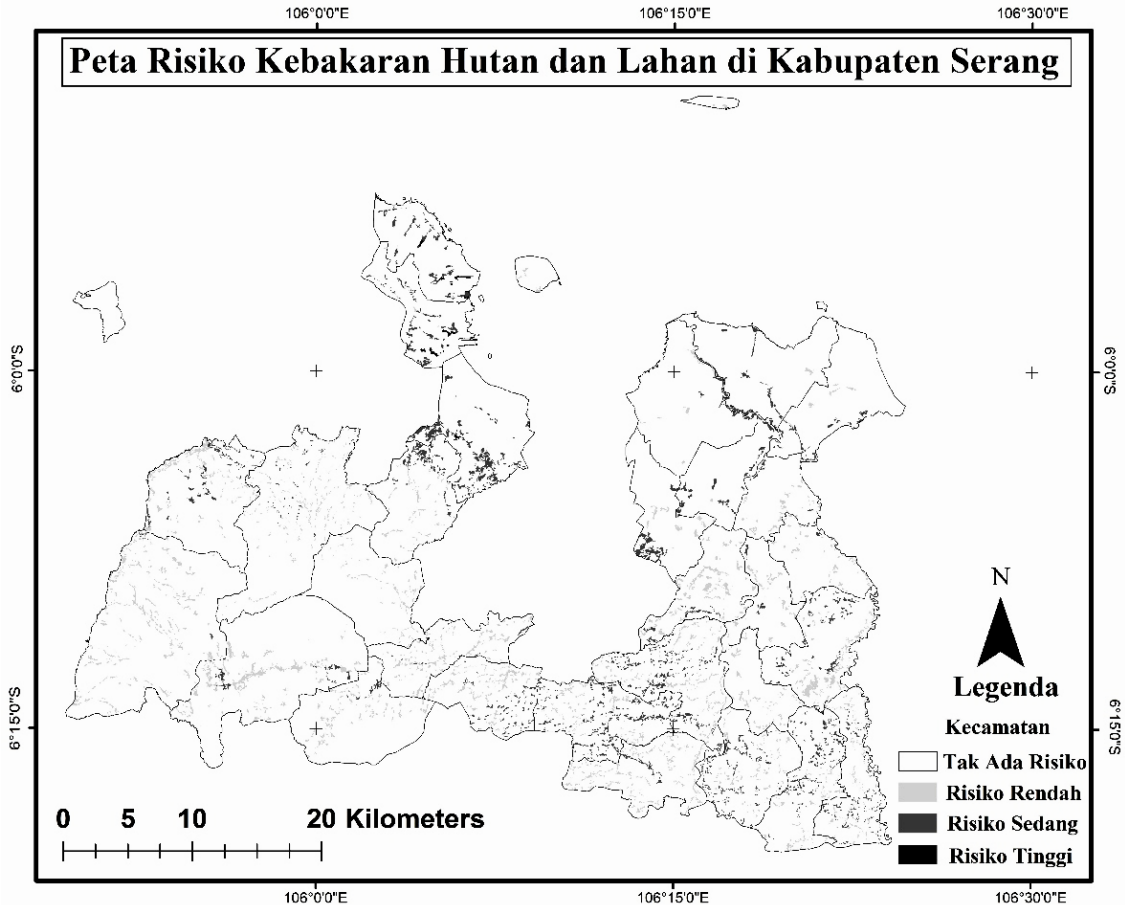 106°0'0"E 106°15'0"E 106°30'0"E
Peta Risiko Kebakaran Hutan dan Lahan di Kabupaten Serang
6°0'0"S 6°0'0"S
N
Legenda
Kecamatan
6°15'0"S 6°15'0"S
Tak Ada Risiko
Risiko Rendah
Risiko Sedang
Risiko Tinggi
0 5 10 20 Kilometers
106°0'0"E 106°15'0"E 106°30'0"E